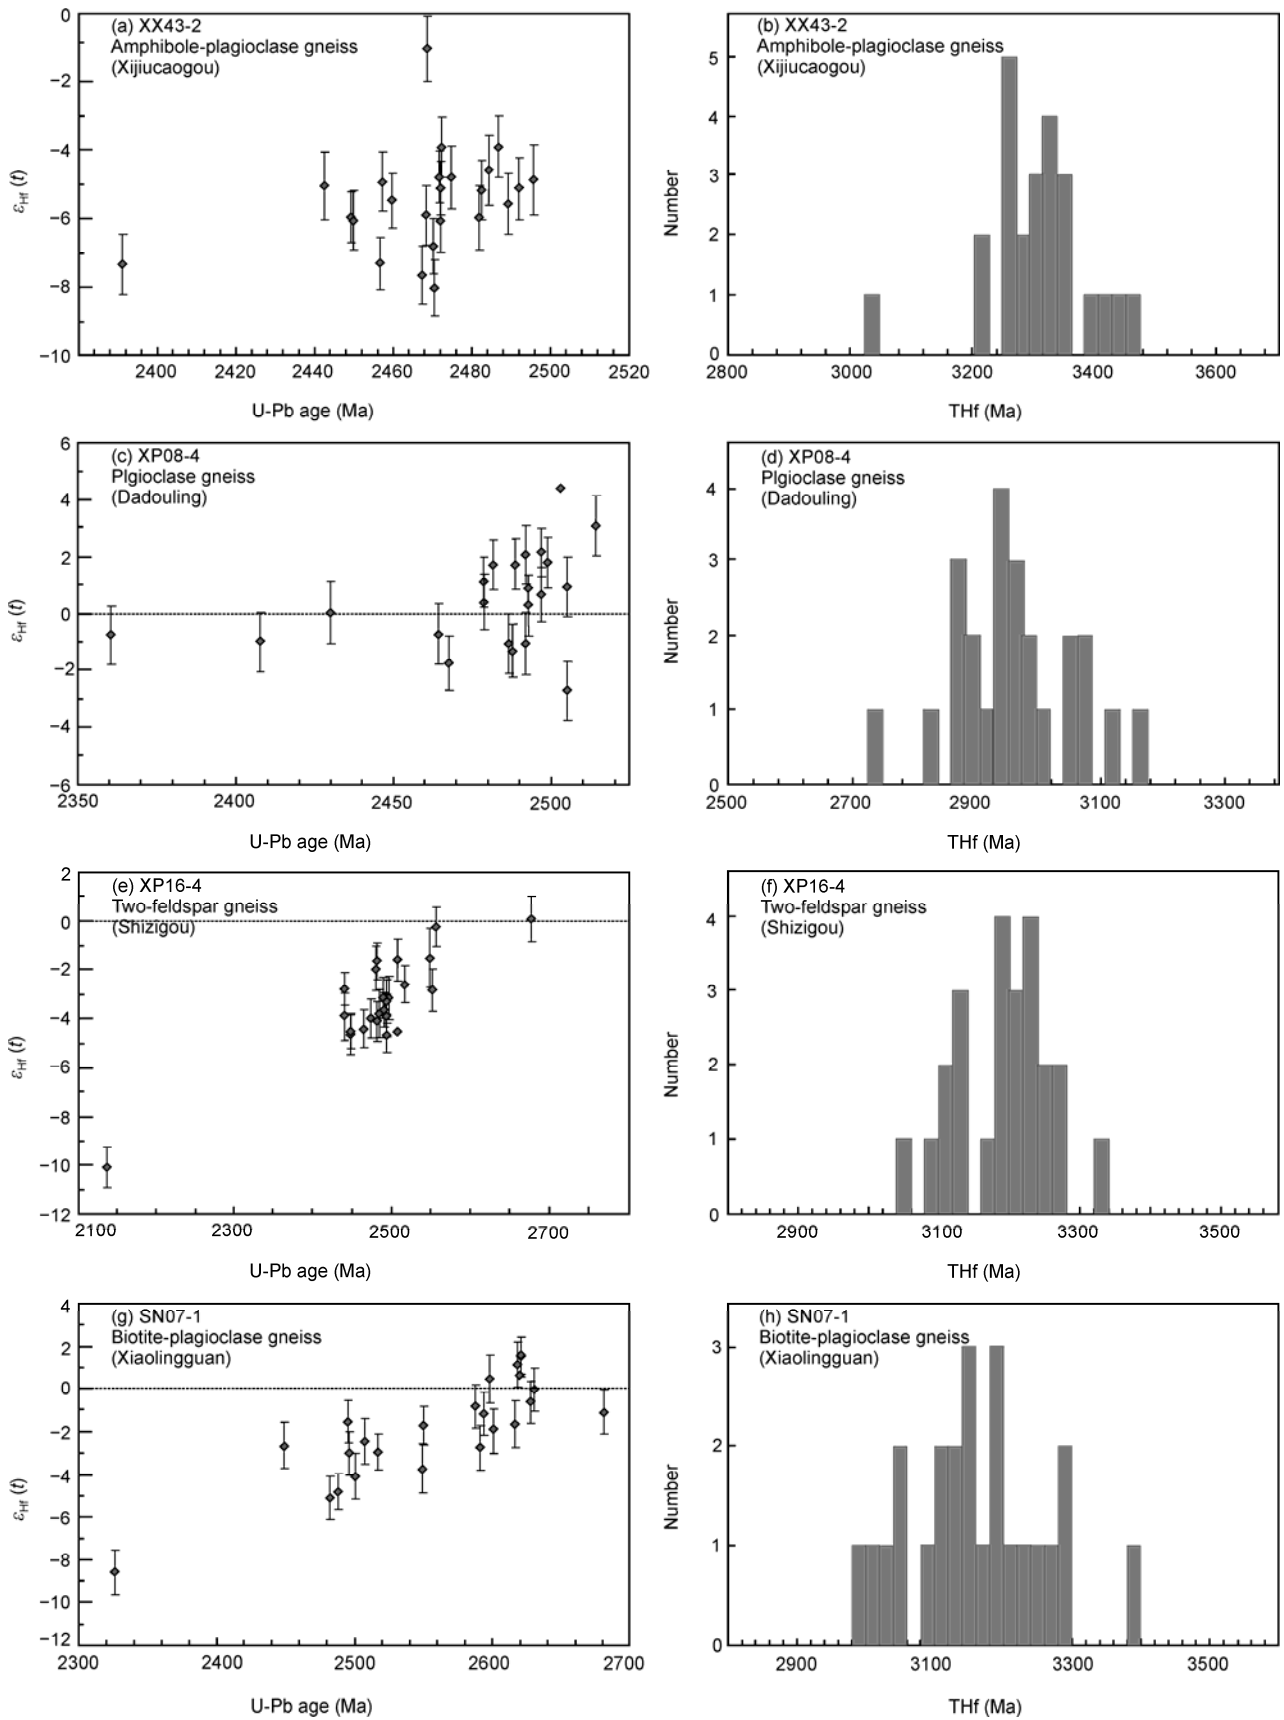 (a) XX43-2
Amphibole-plagioclase gneiss
(Xijiucaogou)
0
−2
−4
−6
−8
−10
εHf (t)
2400 2420 2440 2460 2480 2500 2520
U-Pb age (Ma)
(b) XX43-2
Amphibole-plagioclase gneiss
(Xijiucaogou)
5
4
3
2
1
0
Number
2800 3000 3200 3400 3600
THf (Ma)
(c) XP08-4
Plgioclase gneiss
(Dadouling)
6
4
2
0
−2
−4
−6
εHf (t)
2350 2400 2450 2500
U-Pb age (Ma)
(d) XP08-4
Plgioclase gneiss
(Dadouling)
4
3
2
1
0
Number
2500 2700 2900 3100 3300
THf (Ma)
(e) XP16-4
Two-feldspar gneiss
(Shizigou)
2
0
−2
−4
−6
−8
−10
−12
εHf (t)
2100 2300 2500 2700
U-Pb age (Ma)
(f) XP16-4
Two-feldspar gneiss
(Shizigou)
4
3
2
1
0
Number
2900 3100 3300 3500
THf (Ma)
(g) SN07-1
Biotite-plagioclase gneiss
(Xiaolingguan)
4
2
0
−2
−4
−6
−8
−10
−12
εHf (t)
2300 2400 2500 2600 2700
U-Pb age (Ma)
(h) SN07-1
Biotite-plagioclase gneiss
(Xiaolingguan)
3
2
1
0
Number
2900 3100 3300 3500
THf (Ma)